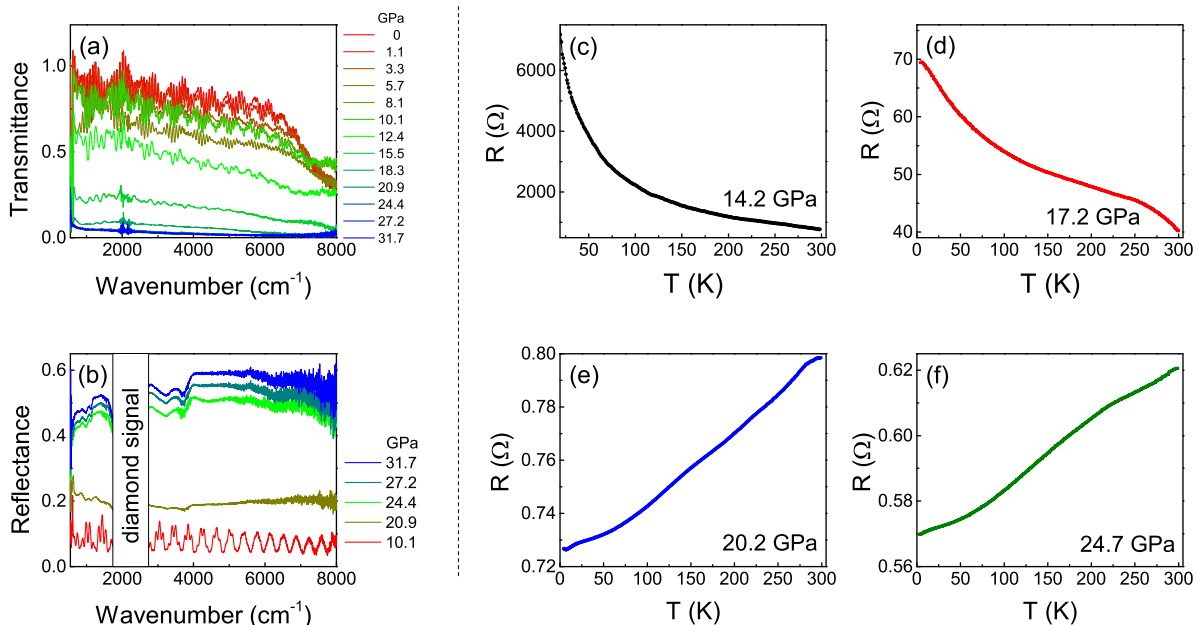 (a)
GPa
0
1.1
3.3
5.7
8.1
10.1
12.4
15.5
18.3
20.9
24.4
27.2
31.7
1.0
0.5
0.0
Transmittance
2000 4000 6000 8000
Wavenumber (cm⁻¹)
(b)
0.6
0.4
0.2
0.0
Reflectance
diamond signal
GPa
31.7
27.2
24.4
20.9
10.1
2000 4000 6000 8000
Wavenumber (cm⁻¹)
(c)
6000
4000
2000
R (Ω)
14.2 GPa
50 100 150 200 250 300
T (K)
(d)
70
60
50
40
R (Ω)
17.2 GPa
0 50 100 150 200 250 300
T (K)
(e)
0.80
0.78
0.76
0.74
0.72
R (Ω)
20.2 GPa
0 50 100 150 200 250 300
T (K)
(f)
0.62
0.60
0.58
0.56
R (Ω)
24.7 GPa
0 50 100 150 200 250 300
T (K)